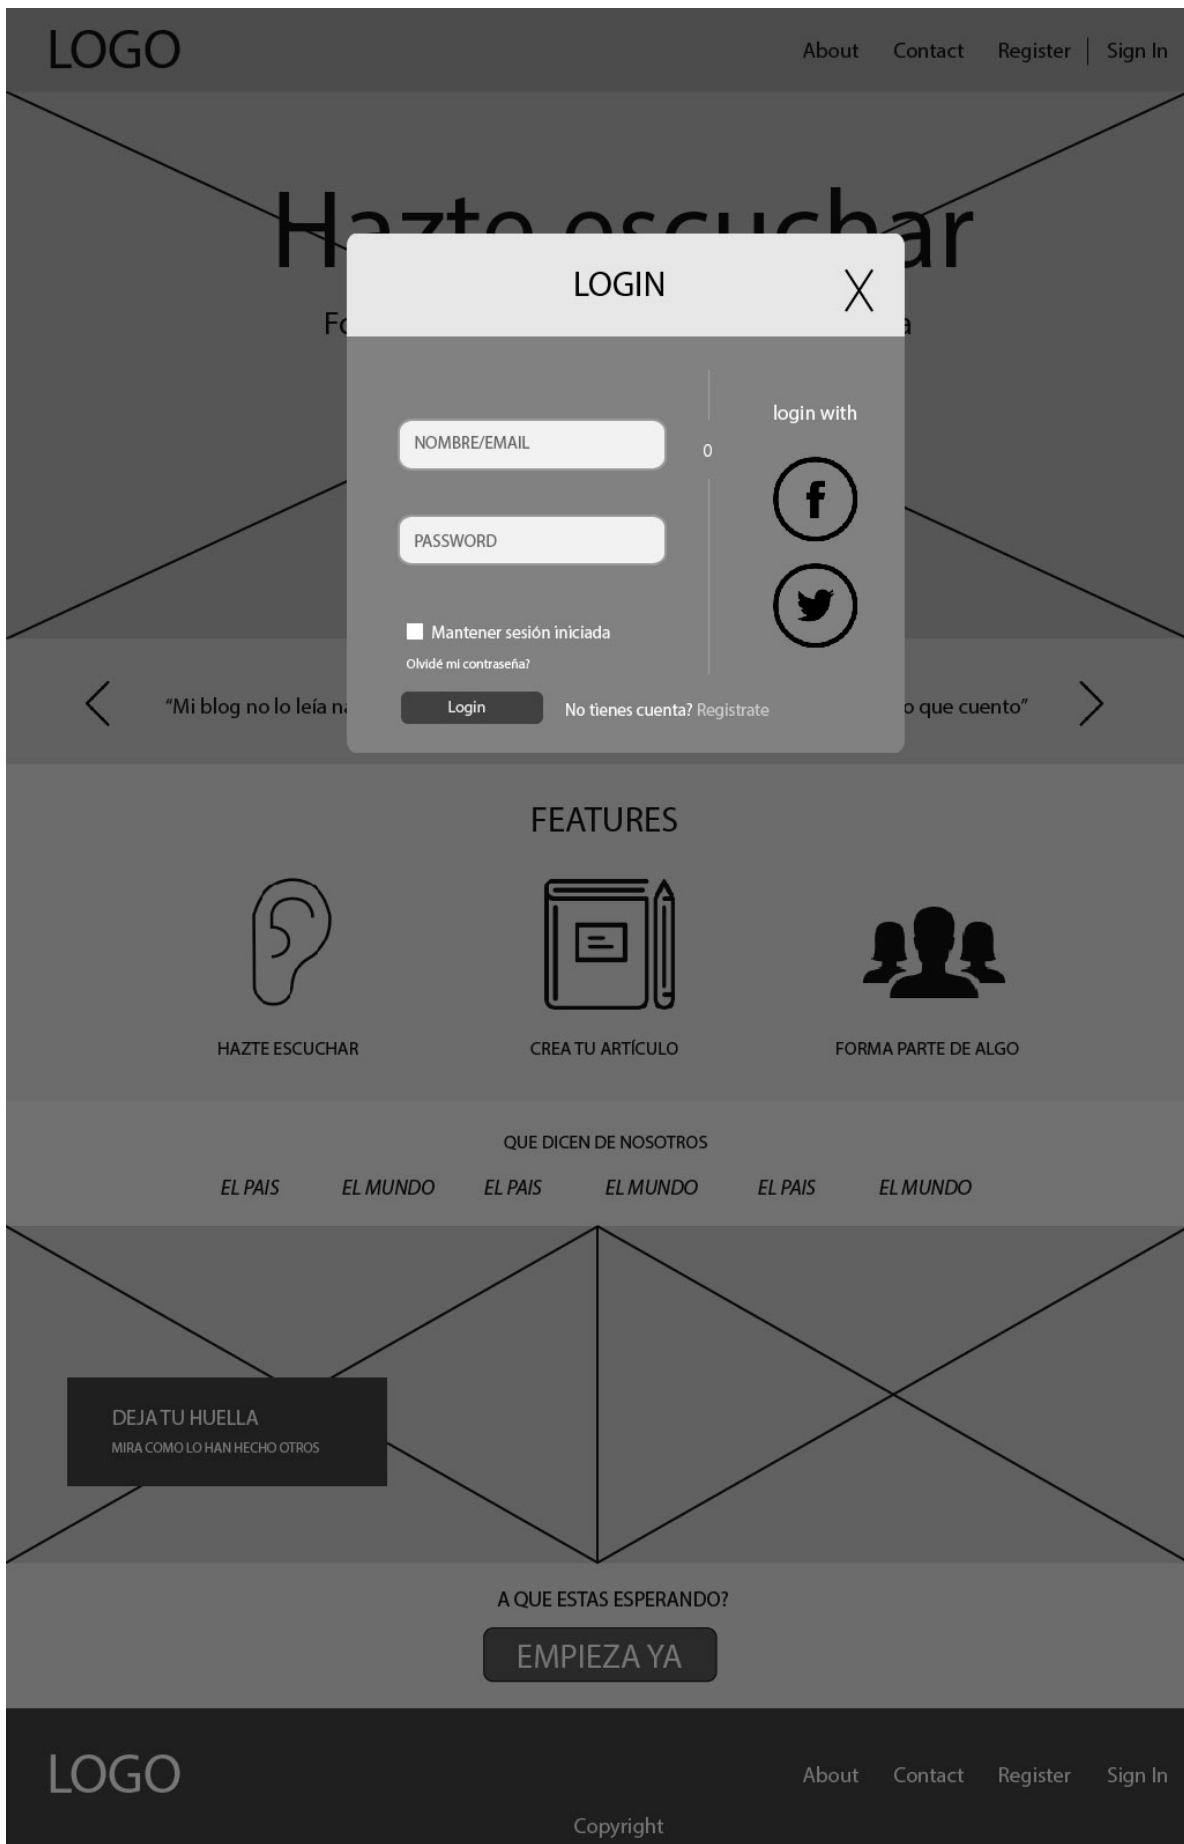 LOGO
About Contact Register | Sign In
Hazte escuchar
LOGIN X
login with
NOMBRE/EMAIL
0
PASSWORD
Mantener sesión iniciada
Olvidé mi contraseña?
Login No tienes cuenta? Registrate
“Mi blog no lo leía
que cuento”
FEATURES
HAZTE ESCUCHAR CREA TU ARTÍCULO FORMA PARTE DE ALGO
QUE DICEN DE NOSOTROS
EL PAIS EL MUNDO EL PAIS EL MUNDO EL PAIS EL MUNDO
DEJA TU HUELLA
MIRA COMO LO HAN HECHO OTROS
A QUE ESTAS ESPERANDO?
EMPIEZA YA
LOGO
About Contact Register Sign In
Copyright